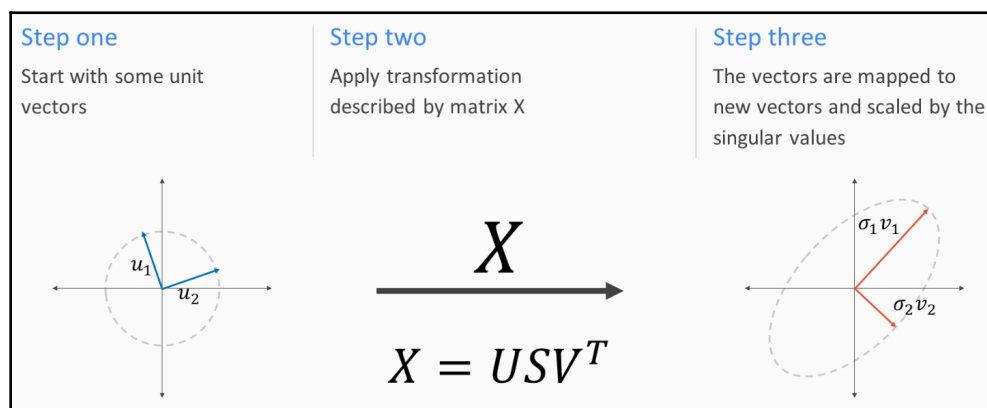 Step one
Start with some unit
vectors
Step two
Apply transformation
described by matrix X
Step three
The vectors are mapped to
new vectors and scaled by the
singular values
u₁
u₂
X
X = USVᵀ
σ₁v₁
σ₂v₂